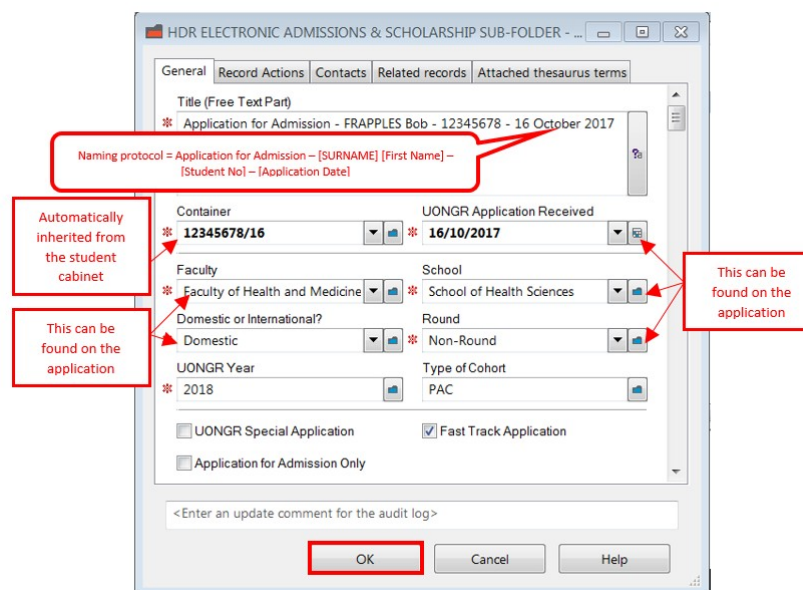 HDR ELECTRONIC ADMISSIONS & SCHOLARSHIP SUB-FOLDER - ...
General Record Actions Contacts Related records Attached thesaurus terms
Title (Free Text Part)
* Application for Admission - FRAPPLES Bob - 12345678 - 16 October 2017
Naming protocol = Application for Admission – [SURNAME] [First Name] –
[Student No] – [Application Date]
Automatically
inherited from
the student
cabinet
Container UONGR Application Received
* 12345678/16 * 16/10/2017
Faculty School
* Faculty of Health and Medicine * School of Health Sciences
This can be
found on the
application
This can be
found on the
application
Domestic or International? Round
Domestic * Non-Round
UONGR Year Type of Cohort
* 2018 PAC
UONGR Special Application Fast Track Application
Application for Admission Only
<Enter an update comment for the audit log>
OK Cancel Help